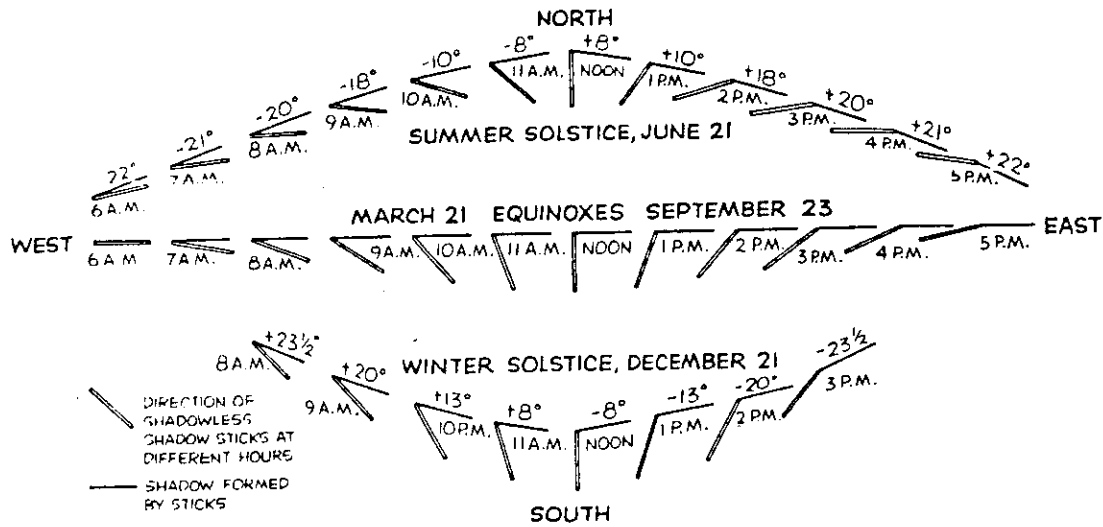 NORTH
-8° +8°
-10° +10°
-18° +18°
-20° +20°
-21° +21°
22° +22°
6 A.M. 7 A.M. 8 A.M. 9 A.M. 10 A.M. 11 A.M. NOON 1 P.M. 2 P.M. 3 P.M. 4 P.M. 5 P.M.
SUMMER SOLSTICE, JUNE 21
MARCH 21 EQUINOXES SEPTEMBER 23
WEST EAST
6 A.M 7 A.M. 8 A.M. 9 A.M. 10 A.M. 11 A.M. NOON 1 P.M. 2 P.M. 3 P.M. 4 P.M. 5 P.M.
WINTER SOLSTICE, DECEMBER 21
+23½° +20° +13° +8° -8° -13° -20° -23½
8 A.M. 9 A.M. 10 P.M. 11 A.M. NOON 1 P.M. 2 P.M. 3 P.M.
DIRECTION OF
SHADOWLESS
SHADOW STICKS AT
DIFFERENT HOURS
SHADOW FORMED
BY STICKS
SOUTH